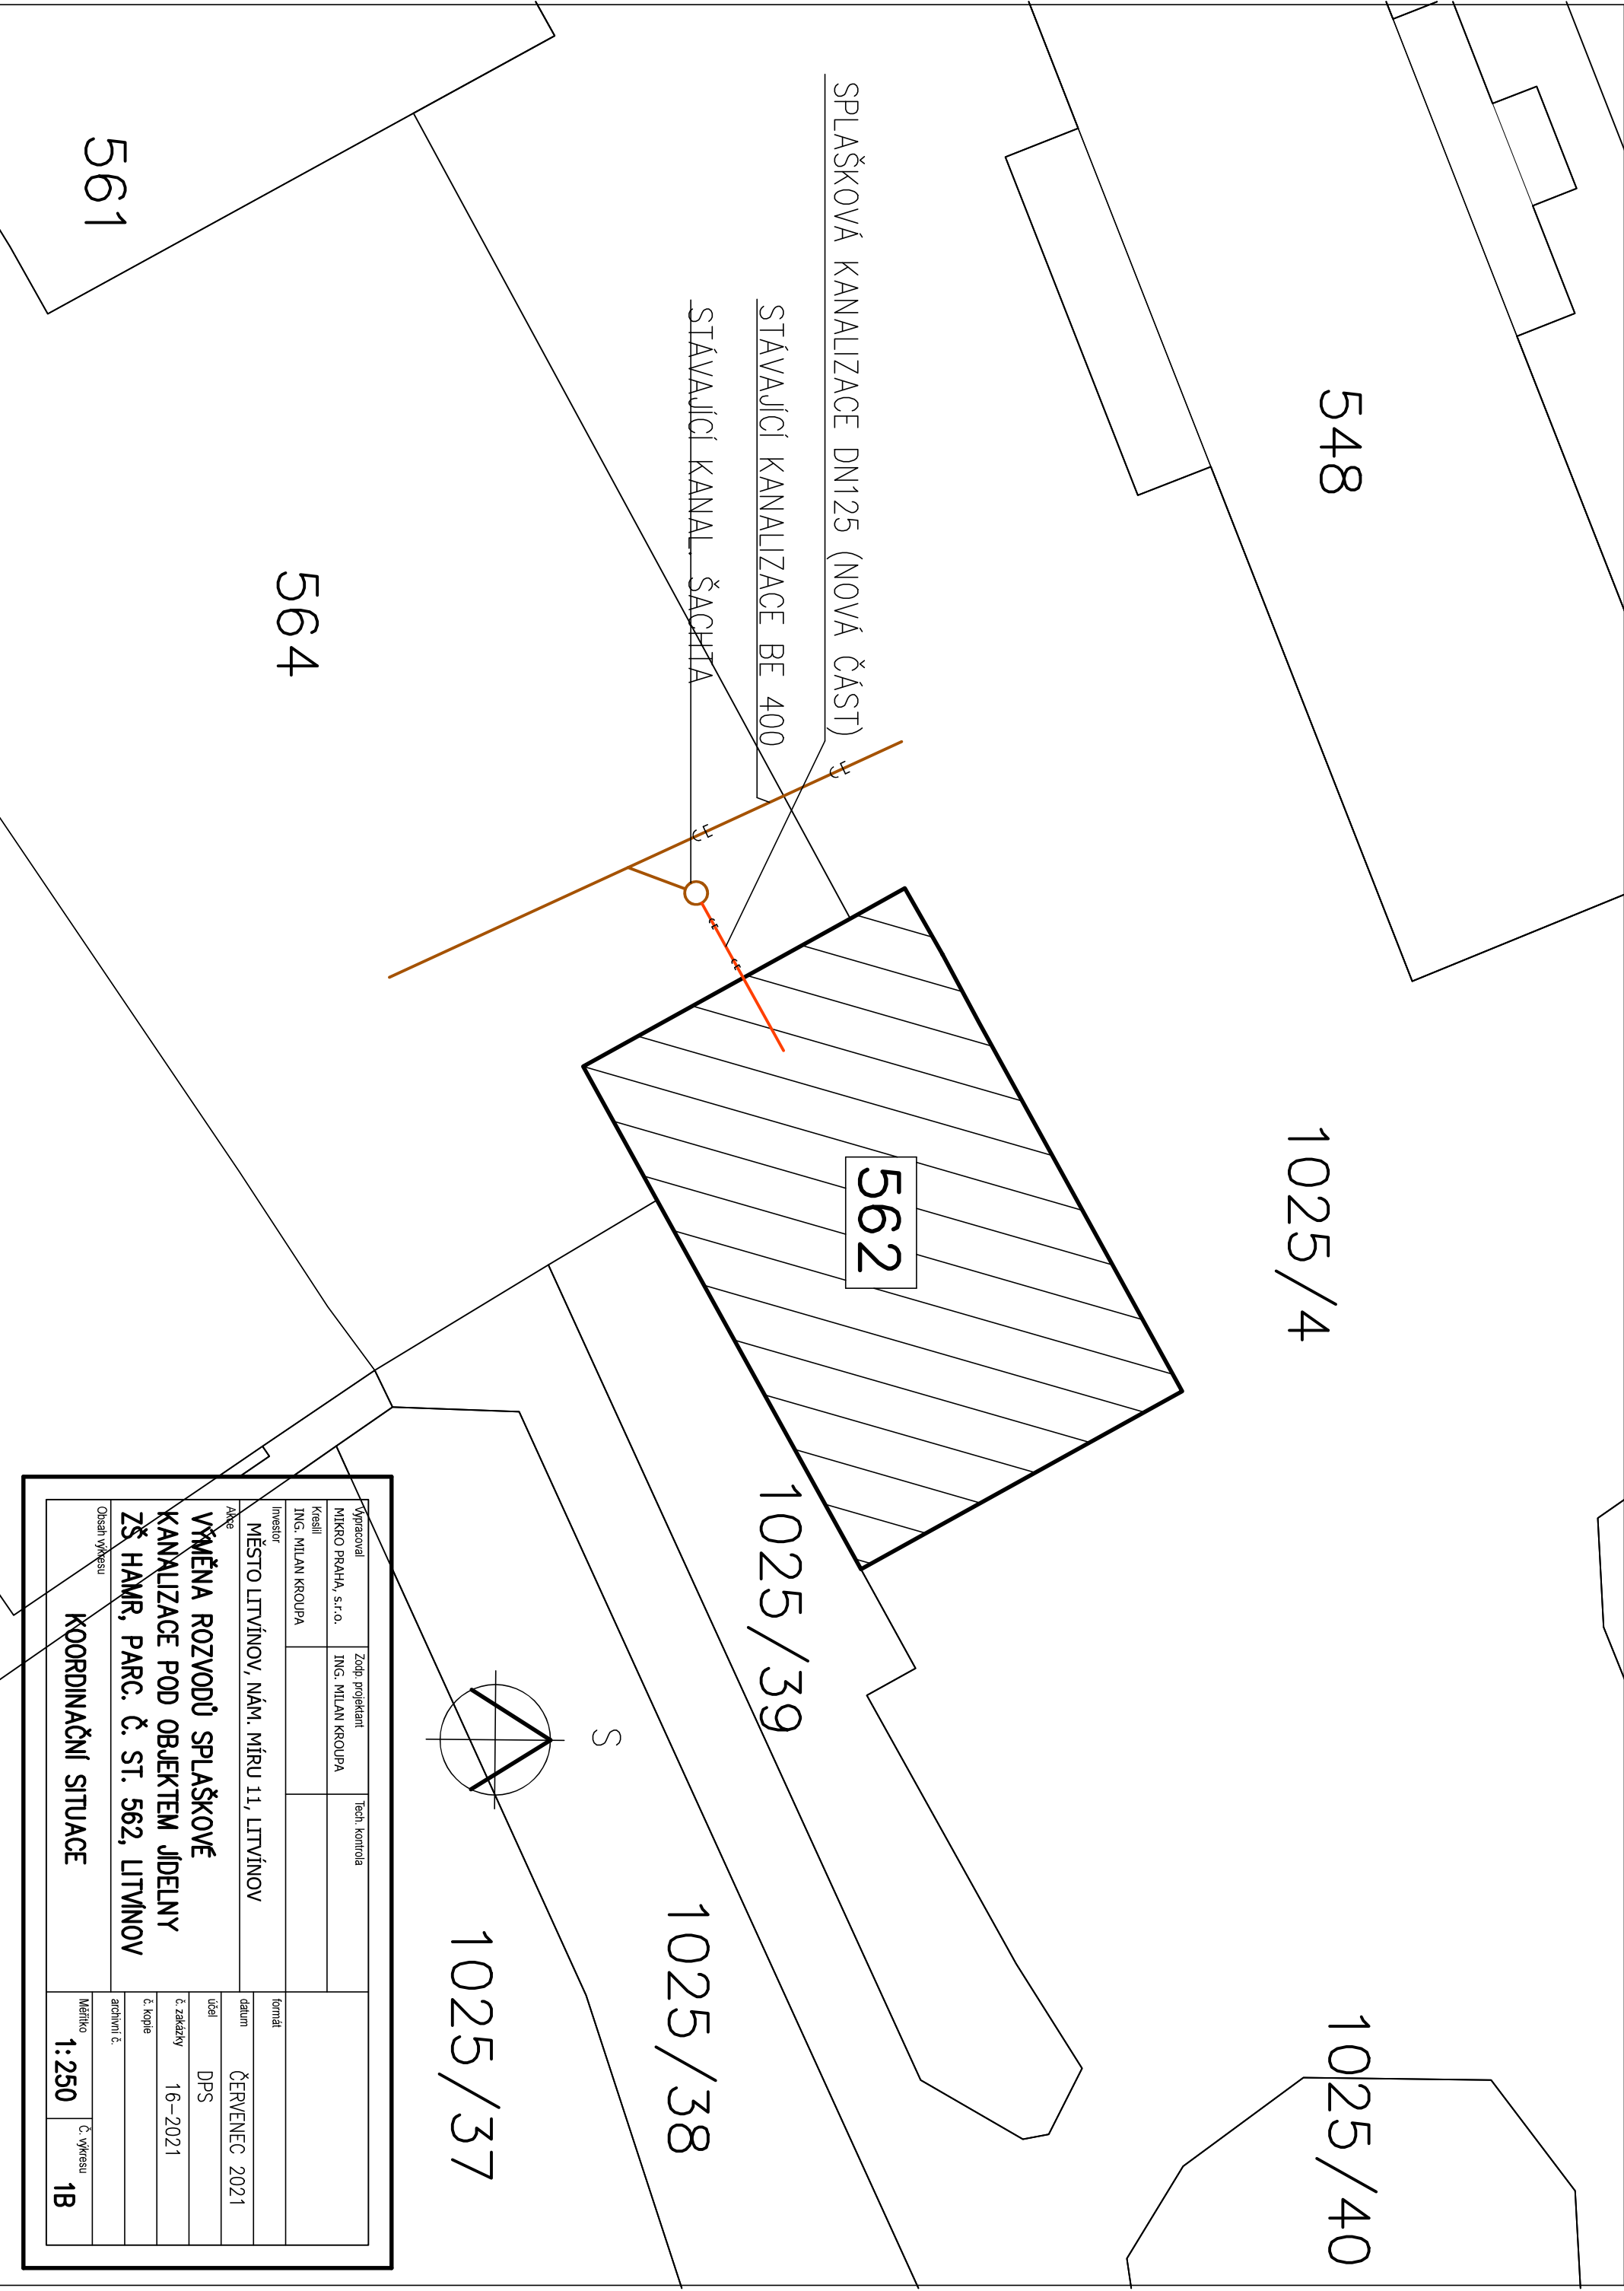 548
1025/4
1025/40
SPLAŠKOVÁ KANALIZACE DN125 (NOVÁ ČÁST)
STÁVAJÍCÍ KANALIZACE BE 400
STÁVAJÍCÍ KANAL. ŠACHTA
562
1025/39
1025/38
1025/37
561
564
S
Vypracoval
MIKRO PRAHA, s.r.o.
Zodp. projektant
ING. MILAN KROUPA
Tech. kontrola
Kreslil
ING. MILAN KROUPA
Investor
MĚSTO LITVÍNOV, NÁM. MÍRU 11, LITVÍNOV
Akce
VÝMĚNA ROZVODŮ SPLAŠKOVÉ
KANALIZACE POD OBJEKTEM JÍDELNY
ZŠ HAMR, PARC. Č. ST. 562, LITVÍNOV
Obsah výkresu
KOORDINAČNÍ SITUACE
formát
datum ČERVENEC 2021
účel DPS
č. zakázky 16-2021
č. kopie
archivní č.
Měřítko 1:250
Č. výkresu 1B